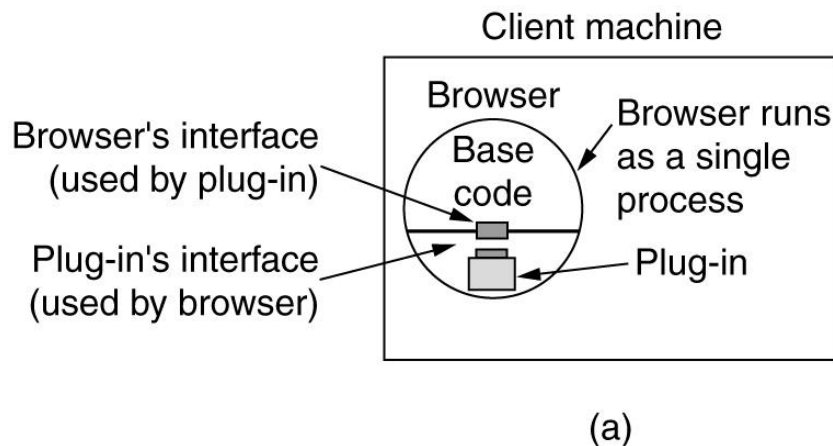 Client machine
Browser
Browser's interface
(used by plug-in)
Base
code
Browser runs
as a single
process
Plug-in's interface
(used by browser)
Plug-in
(a)